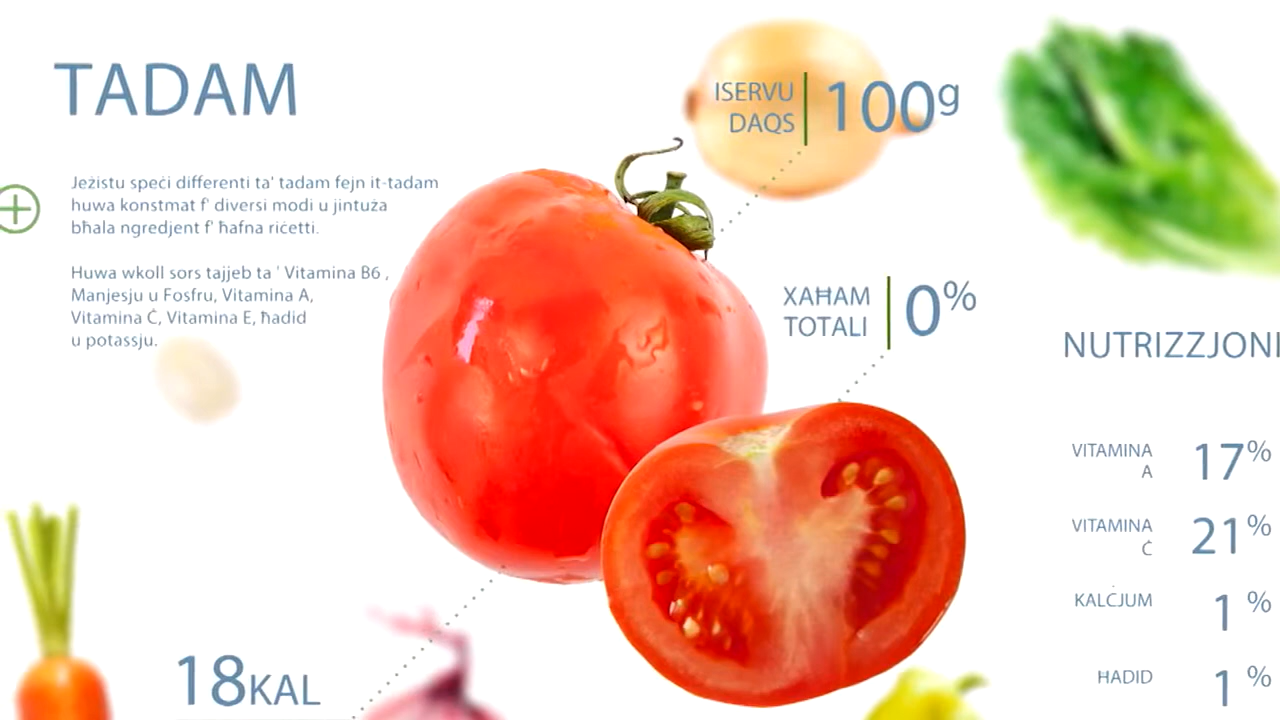 TADAM
Jeżistu speċi differenti ta' tadam fejn it-tadam
huwa konstmat f' diversi modi u jintuża
bħala ngredjent f' ħafna riċetti.
Huwa wkoll sors tajjeb ta ' Vitamina B6 ,
Manjesju u Fosfru, Vitamina A,
Vitamina Ċ, Vitamina E, ħadid
u potassju.
ISERVU
DAQS
100g
XAĦAM
TOTALI
0%
18KAL
NUTRIZZJONI
VITAMINA
A
17%
VITAMINA
Ċ
21%
KALĊJUM
1 %
ĦADID
1 %